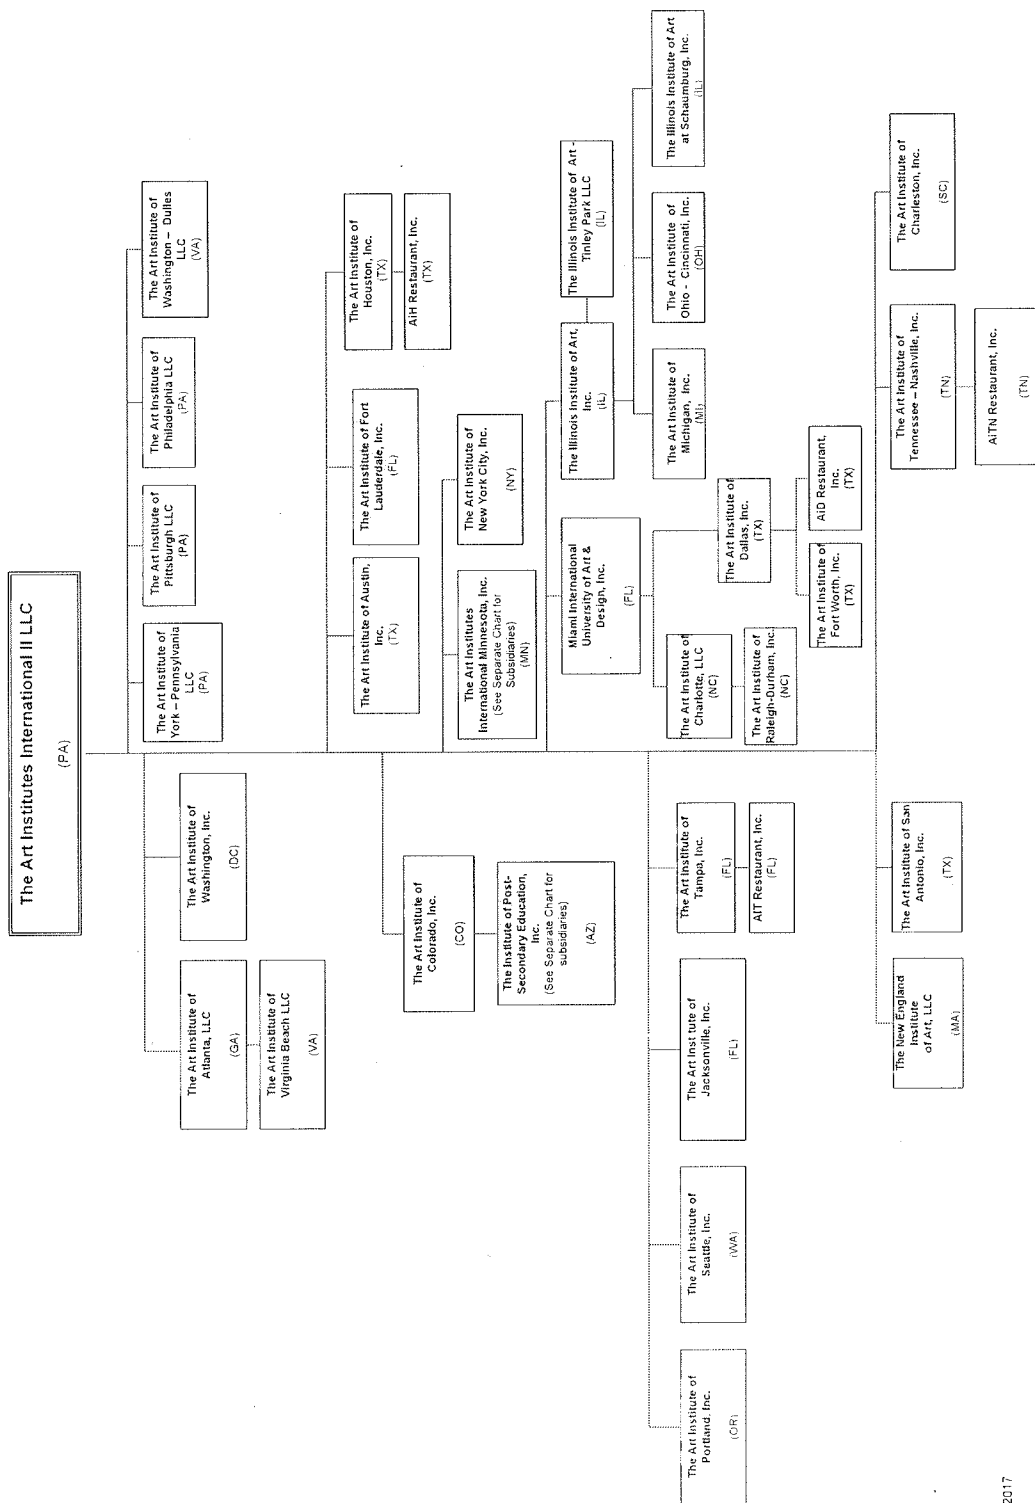 The Art Institutes International II LLC
(PA)
The Art Institute of
York – Pennsylvania
LLC
(PA)
The Art Institute of
Pittsburgh LLC
(PA)
The Art Institute of
Philadelphia LLC
(PA)
The Art Institute of
Washington – Dulles
LLC
(VA)
The Art Institute of
Atlanta, LLC
(GA)
The Art Institute of
Virginia Beach LLC
(VA)
The Art Institute of
Washington, Inc.
(DC)
The Art Institute of Austin,
Inc.
(TX)
The Art Institute of Fort
Lauderdale, Inc.
(FL)
The Art Institute of
Houston, Inc.
(TX)
AiH Restaurant, Inc.
(TX)
The Art Institute of
Colorado, Inc.
(CO)
The Institute of Post-
Secondary Education,
Inc.
(See Separate Chart for
subsidiaries)
(AZ)
The Art Institutes
International Minnesota, Inc.
(See Separate Chart for
Subsidiaries)
(MN)
The Art Institute of
New York City, Inc.
(NY)
Miami International
University of Art &
Design, Inc.
(FL)
The Illinois Institute of Art,
Inc.
(IL)
The Illinois Institute of Art -
Tinley Park LLC
(IL)
The Art Institute of
Michigan, Inc.
(MI)
The Art Institute of
Ohio - Cincinnati, Inc.
(OH)
The Illinois Institute of Art
at Schaumburg, Inc.
(IL)
The Art Institute of
Charlotte, LLC
(NC)
The Art Institute of
Raleigh-Durham, Inc.
(NC)
The Art Institute of
Dallas, Inc.
(TX)
The Art Institute of
Fort Worth, Inc.
(TX)
AiD Restaurant,
Inc.
(TX)
The Art Institute of
Portland, Inc.
(OR)
The Art Institute of
Seattle, Inc.
(WA)
The Art Inst tute of
Jacksonville, Inc.
(FL)
The Art Institute of
Tampa, Inc.
(FL)
AIT Restaurant, Inc.
(FL)
The New England
Institute
of Art, LLC
(MA)
The Art Institute of San
Antonio, Inc.
(TX)
The Art Institute of
Tennessee – Nashville, Inc.
(TN)
AiTN Restaurant, Inc.
(TN)
The Art Institute of
Charleston, Inc.
(SC)
2017